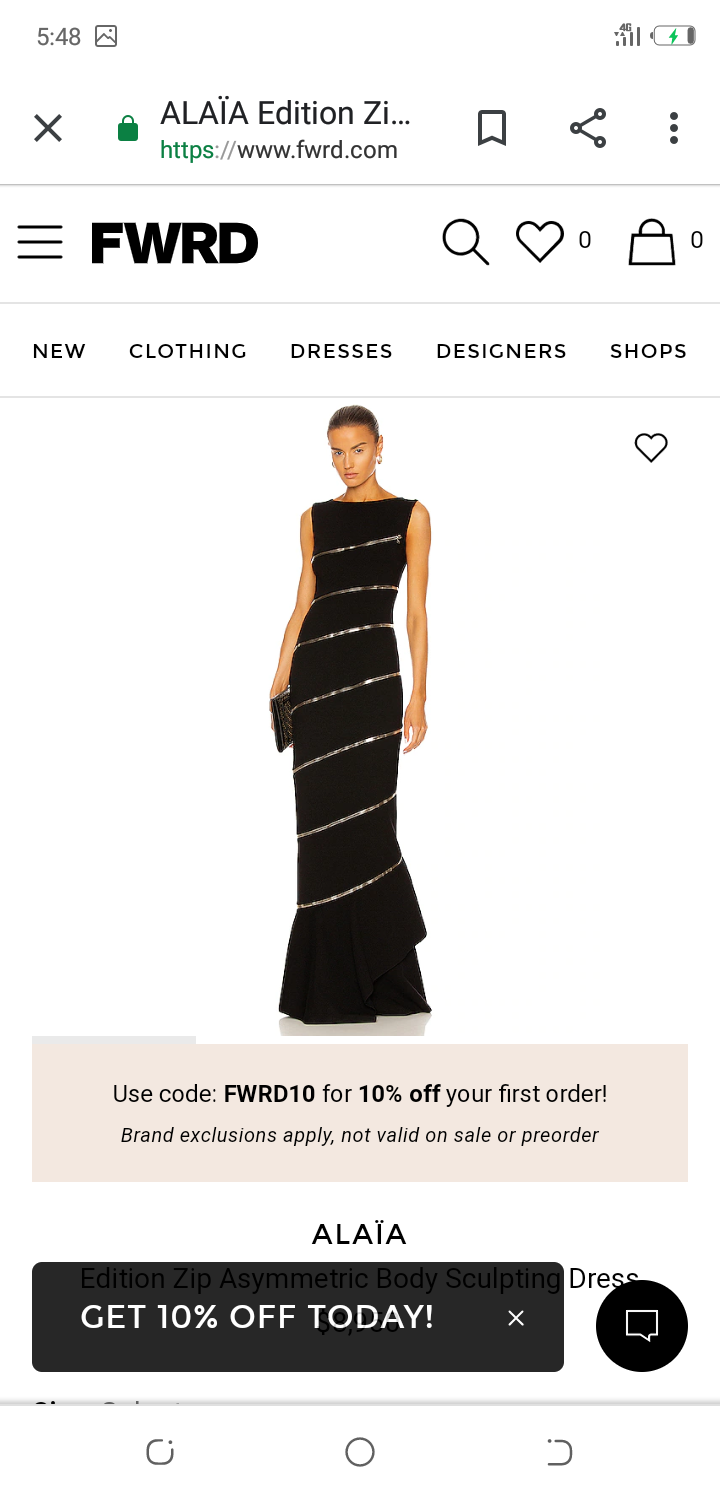 5:48
4G
ALAÏA Edition Zi...
https://www.fwrd.com
FWRD
0
0
NEW CLOTHING DRESSES DESIGNERS SHOPS
Use code: FWRD10 for 10% off your first order!
Brand exclusions apply, not valid on sale or preorder
ALAÏA
Edition Zip Asymmetric Body Sculpting Dress
GET 10% OFF TODAY!